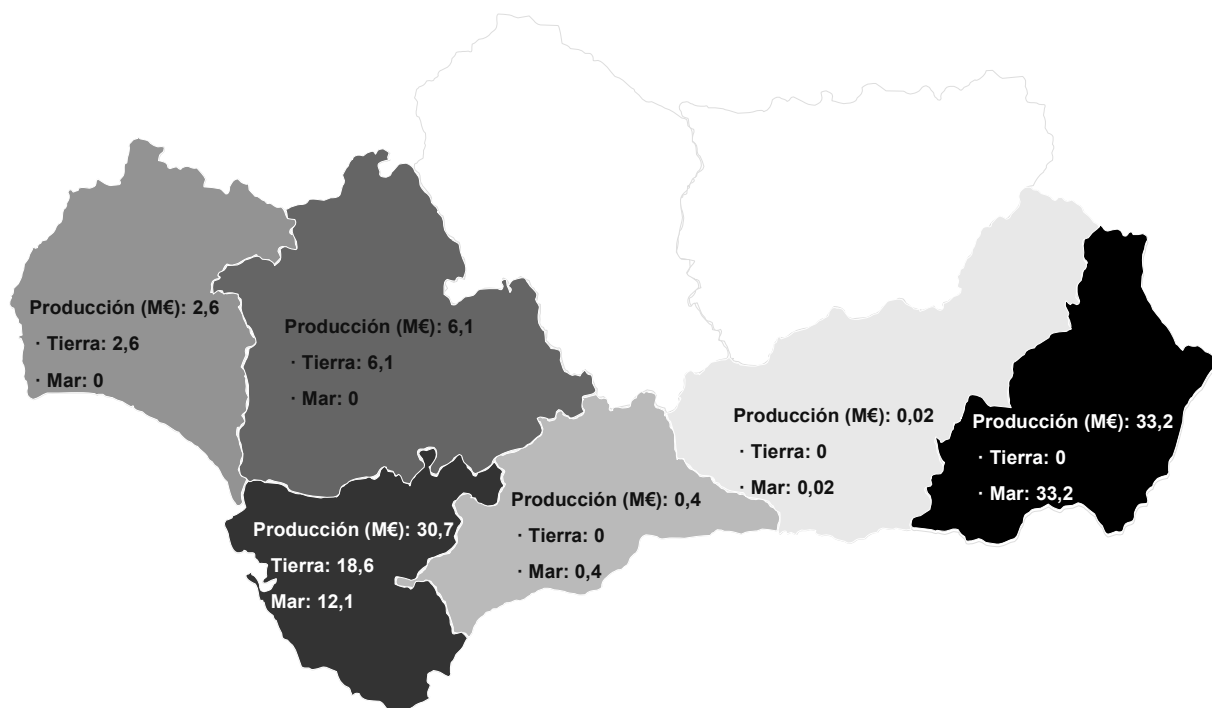 Producción (M€): 2,6
· Tierra: 2,6
· Mar: 0
Producción (M€): 6,1
· Tierra: 6,1
· Mar: 0
Producción (M€): 30,7
Tierra: 18,6
Mar: 12,1
Producción (M€): 0,4
· Tierra: 0
· Mar: 0,4
Producción (M€): 0,02
· Tierra: 0
· Mar: 0,02
Producción (M€): 33,2
· Tierra: 0
· Mar: 33,2